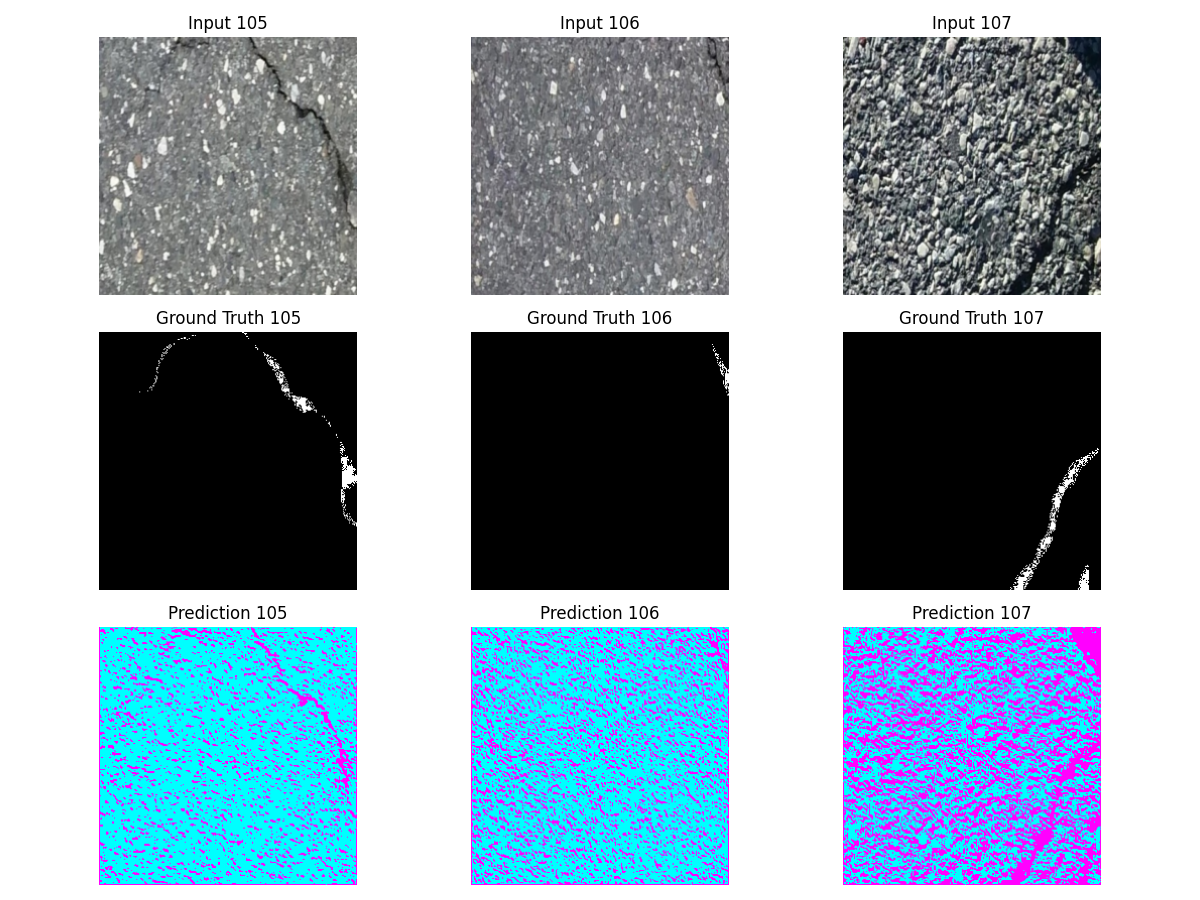 Input 105
Input 106
Input 107
Ground Truth 105
Ground Truth 106
Ground Truth 107
Prediction 105
Prediction 106
Prediction 107